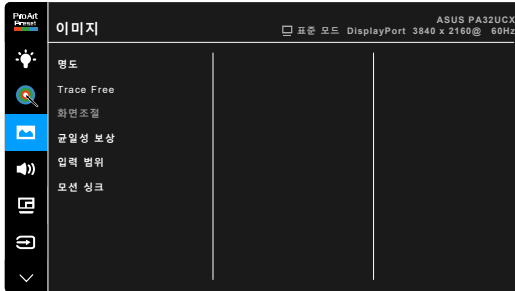 ProArt
Preset
이미지
ASUS PA32UCX
표준 모드 DisplayPort 3840 x 2160@ 60Hz
명도
Trace Free
화면조절
균일성 보상
입력 범위
모션 싱크